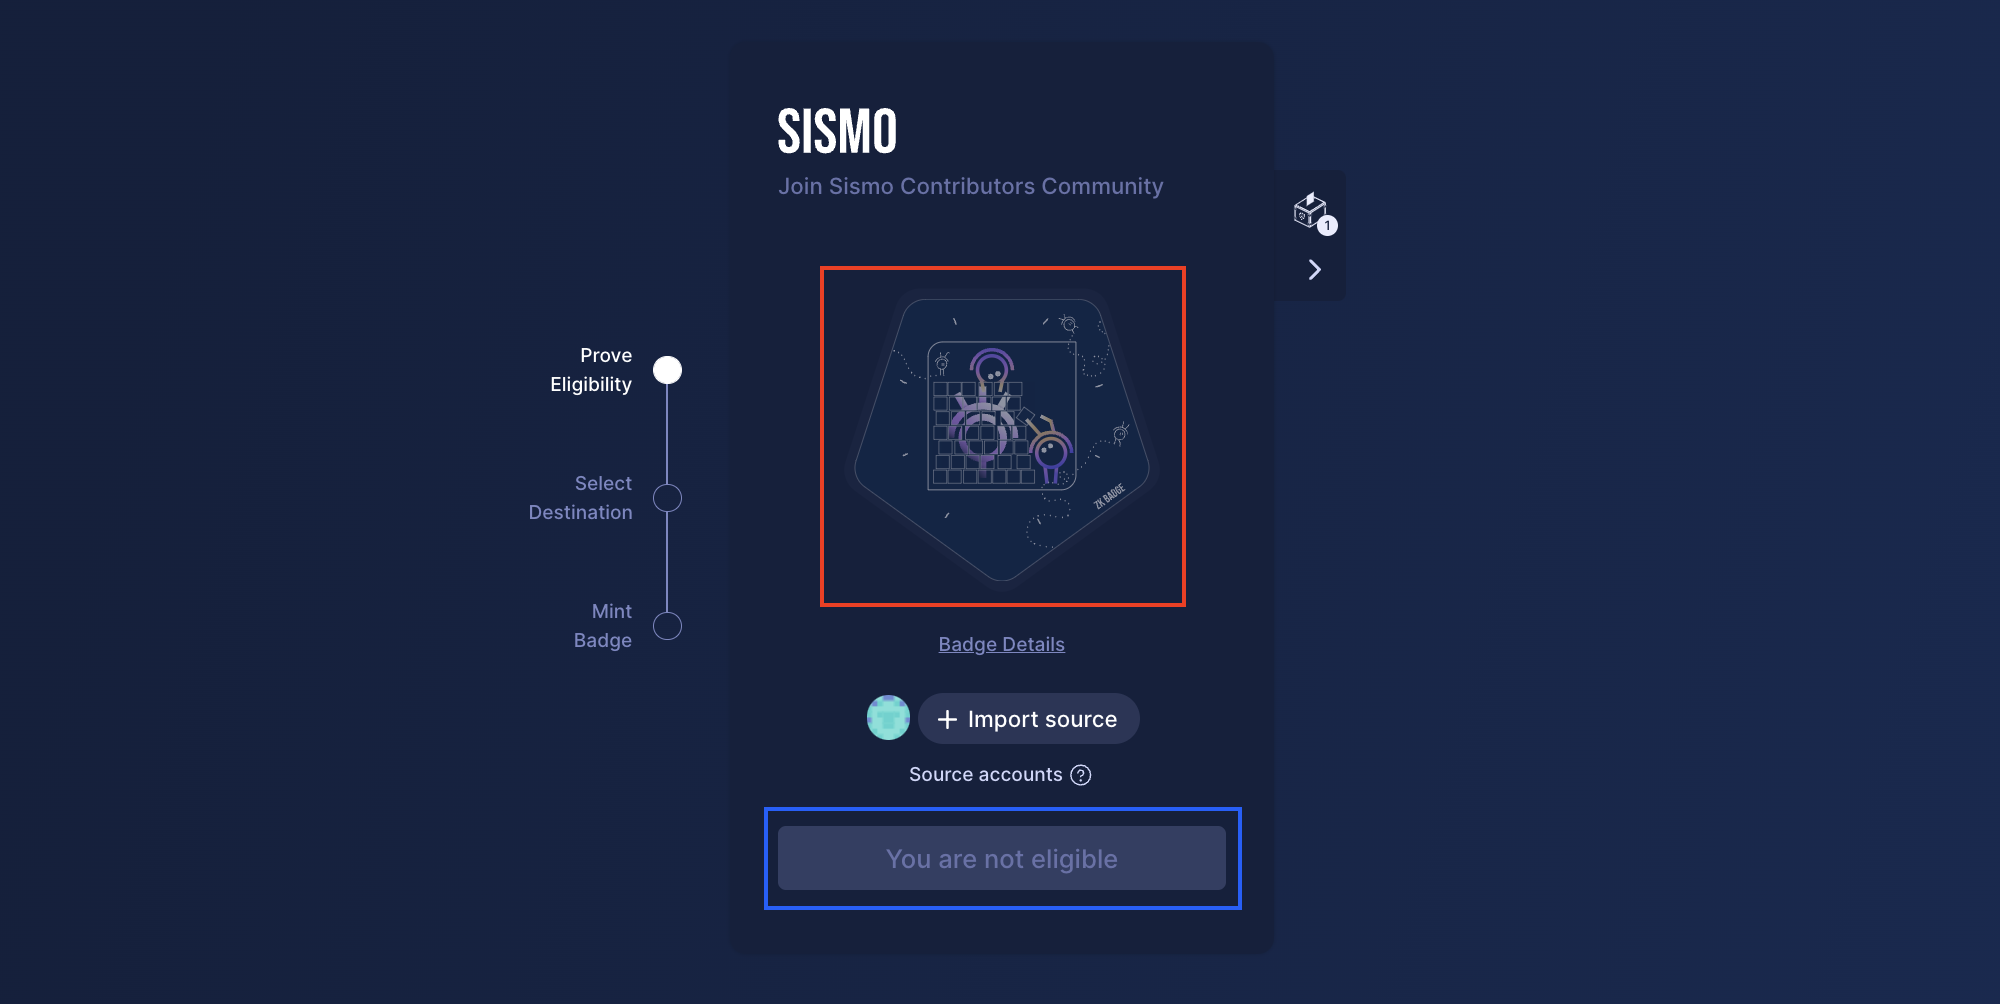 SISMO
Join Sismo Contributors Community
1
Prove
Eligibility
Select
Destination
Mint
Badge
ZK BADGE
Badge Details
+ Import source
Source accounts ?
You are not eligible